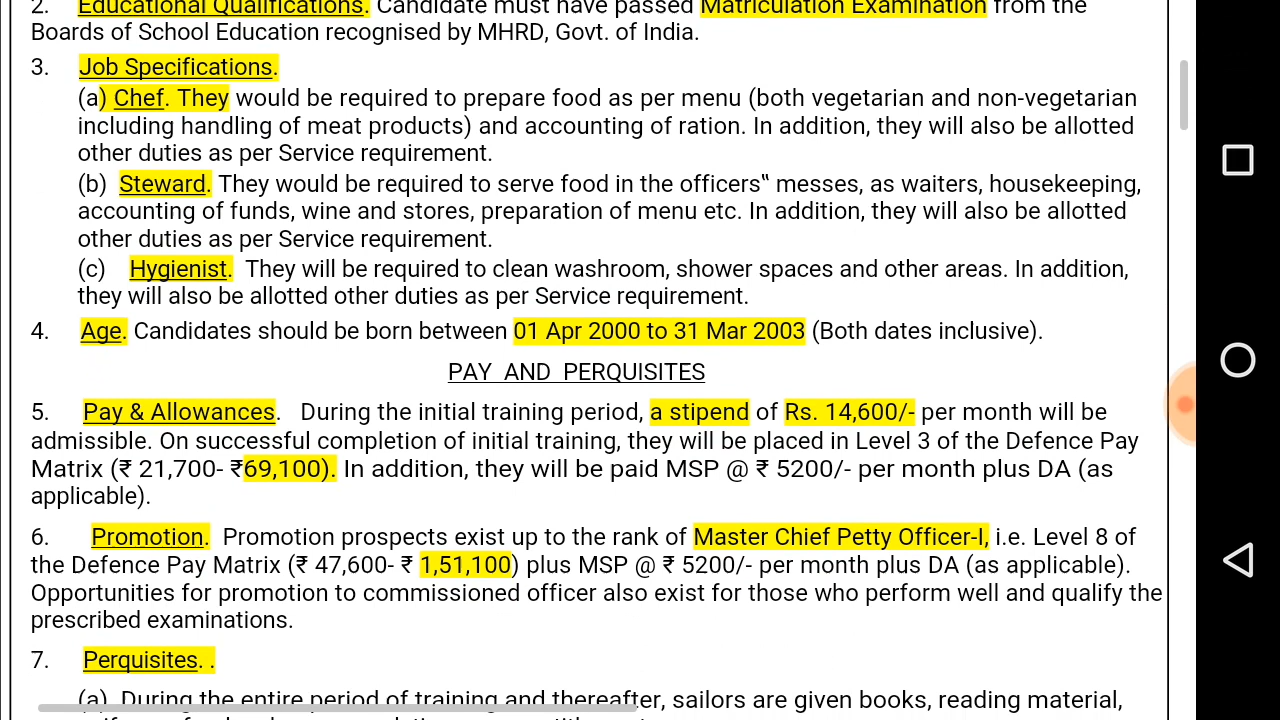 2. Educational Qualifications. Candidate must have passed Matriculation Examination from the
Boards of School Education recognised by MHRD, Govt. of India.
3. Job Specifications.
(a) Chef. They would be required to prepare food as per menu (both vegetarian and non-vegetarian
including handling of meat products) and accounting of ration. In addition, they will also be allotted
other duties as per Service requirement.
(b) Steward. They would be required to serve food in the officers‟ messes, as waiters, housekeeping,
accounting of funds, wine and stores, preparation of menu etc. In addition, they will also be allotted
other duties as per Service requirement.
(c) Hygienist. They will be required to clean washroom, shower spaces and other areas. In addition,
they will also be allotted other duties as per Service requirement.
4. Age. Candidates should be born between 01 Apr 2000 to 31 Mar 2003 (Both dates inclusive).
PAY AND PERQUISITES
5. Pay & Allowances. During the initial training period, a stipend of Rs. 14,600/- per month will be
admissible. On successful completion of initial training, they will be placed in Level 3 of the Defence Pay
Matrix (₹ 21,700- ₹69,100). In addition, they will be paid MSP @ ₹ 5200/- per month plus DA (as
applicable).
6. Promotion. Promotion prospects exist up to the rank of Master Chief Petty Officer-I, i.e. Level 8 of
the Defence Pay Matrix (₹ 47,600- ₹ 1,51,100) plus MSP @ ₹ 5200/- per month plus DA (as applicable).
Opportunities for promotion to commissioned officer also exist for those who perform well and qualify the
prescribed examinations.
7. Perquisites. .
(a) During the entire period of training and thereafter, sailors are given books, reading material,